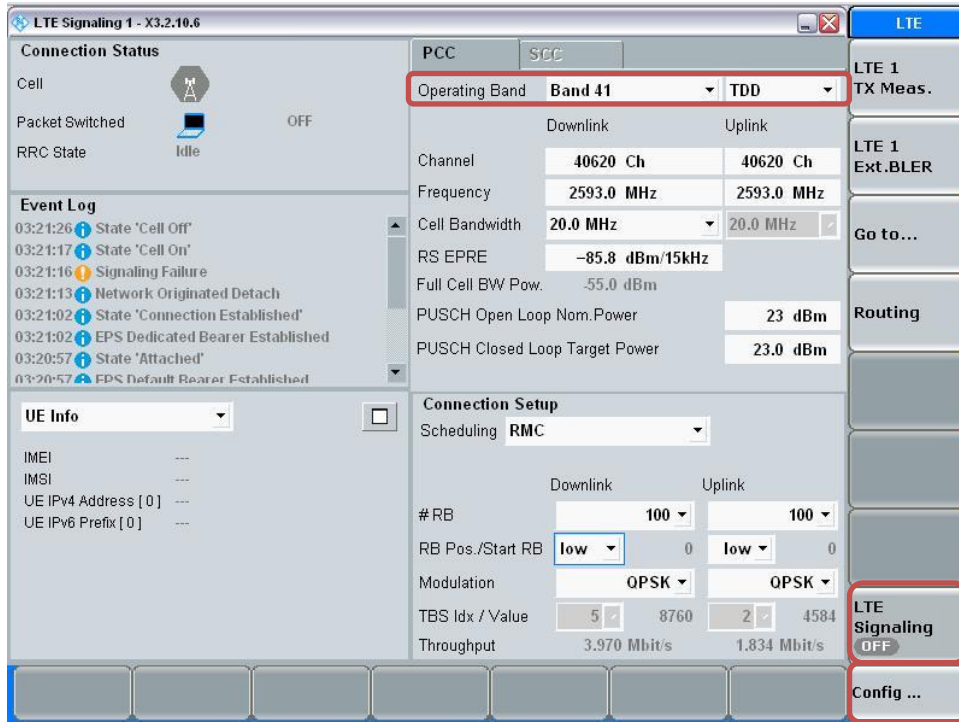 LTE Signaling 1 - X3.2.10.6
LTE
Connection Status
Cell
Packet Switched OFF
RRC State Idle
Event Log
03:21:26 State 'Cell Off'
03:21:17 State 'Cell On'
03:21:16 Signaling Failure
03:21:13 Network Originated Detach
03:21:02 State 'Connection Established'
03:21:02 EPS Dedicated Bearer Established
03:20:57 State 'Attached'
03:20:57 EPS Default Bearer Established
UE Info
IMEI ---
IMSI ---
UE IPv4 Address [ 0 ] ---
UE IPv6 Prefix [ 0 ] ---
PCC SCC
Operating Band Band 41 TDD
Downlink Uplink
Channel 40620 Ch 40620 Ch
Frequency 2593.0 MHz 2593.0 MHz
Cell Bandwidth 20.0 MHz 20.0 MHz
RS EPRE -85.8 dBm/15kHz
Full Cell BW Pow. -55.0 dBm
PUSCH Open Loop Nom.Power 23 dBm
PUSCH Closed Loop Target Power 23.0 dBm
Connection Setup
Scheduling RMC
Downlink Uplink
# RB 100 100
RB Pos./Start RB low 0 low 0
Modulation QPSK QPSK
TBS Idx / Value 5 8760 2 4584
Throughput 3.970 Mbit/s 1.834 Mbit/s
LTE 1
TX Meas.
LTE 1
Ext.BLER
Go to...
Routing
LTE
Signaling
OFF
Config ...